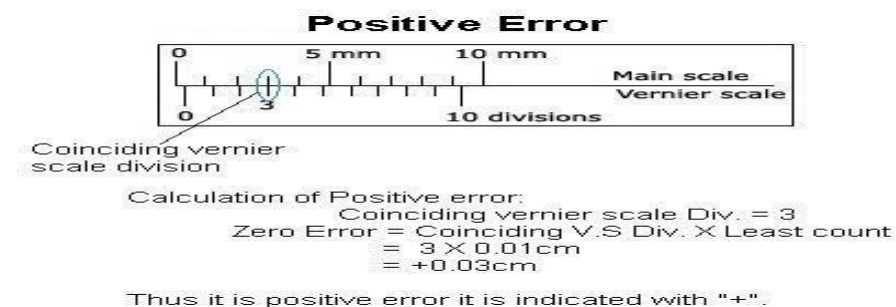 Positive Error
0 5 mm 10 mm
Main scale
Vernier scale
3
0 10 divisions
Coinciding vernier
scale division
Calculation of Positive error:
Coinciding vernier scale Div. = 3
Zero Error = Coinciding V.S Div. X Least count
= 3 X 0.01cm
= +0.03cm
Thus it is positive error it is indicated with "+".